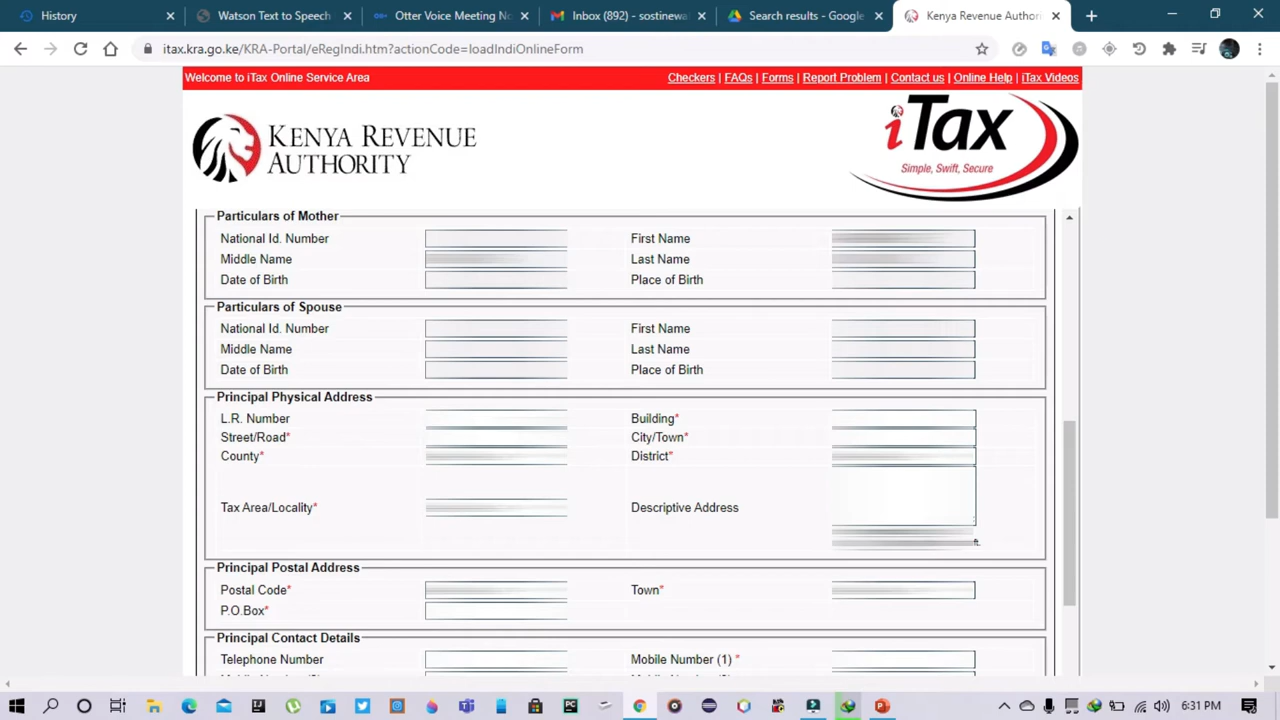 History
Watson Text to Speech
Otter Voice Meeting No
Inbox (892) - sostinewa
Search results - Google
Kenya Revenue Authori
itax.kra.go.ke/KRA-Portal/eRegIndi.htm?actionCode=loadIndiOnlineForm
Welcome to iTax Online Service Area
Checkers | FAQs | Forms | Report Problem | Contact us | Online Help | iTax Videos
KENYA REVENUE
AUTHORITY
iTax
Simple, Swift, Secure
Particulars of Mother
National Id. Number First Name
Middle Name Last Name
Date of Birth Place of Birth
Particulars of Spouse
National Id. Number First Name
Middle Name Last Name
Date of Birth Place of Birth
Principal Physical Address
L.R. Number Building*
Street/Road* City/Town*
County* District*
Tax Area/Locality* Descriptive Address
Principal Postal Address
Postal Code* Town*
P.O.Box*
Principal Contact Details
Telephone Number Mobile Number (1) *
6:31 PM